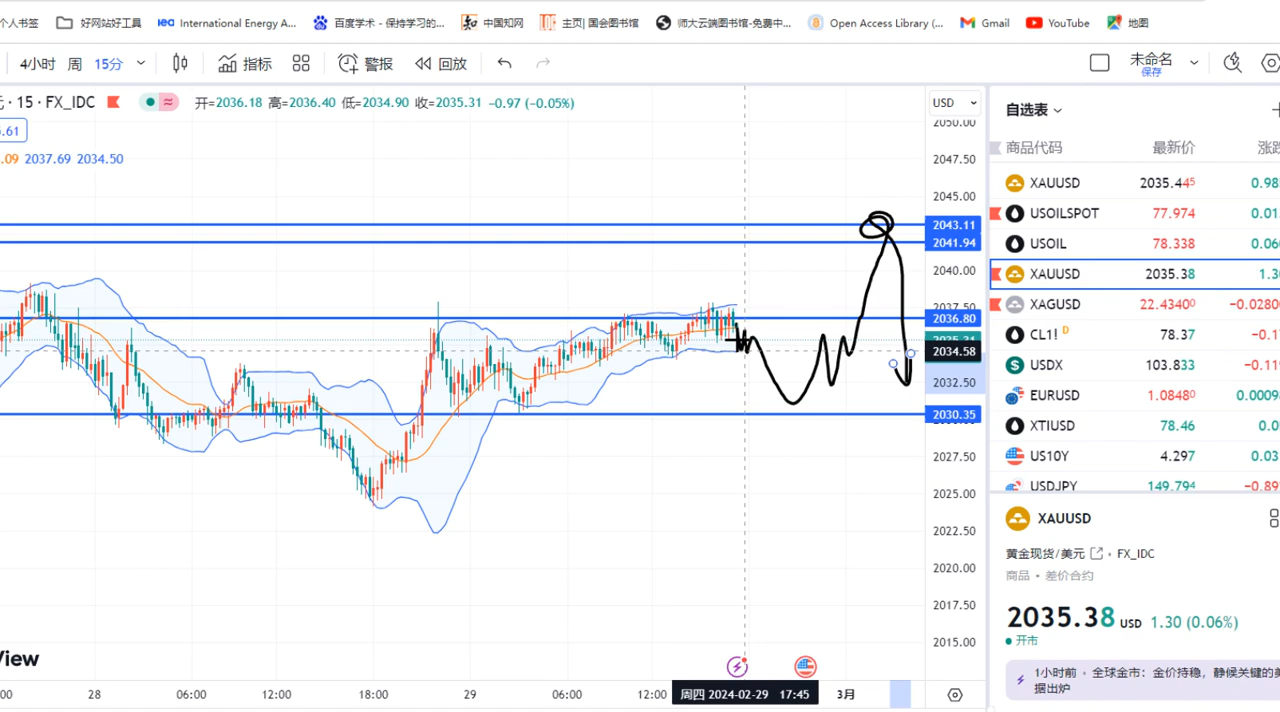 个人书签 好网站好工具 iea International Energy A... 百度学术 - 保持学习的... 中国知网 主页| 国会图书馆 师大云端图书馆-免费中... Open Access Library (... Gmail YouTube 地图
4小时 周 15分 指标 警报 回放 未命名
保存
元 · 15 · FX_IDC 开=2036.18 高=2036.40 低=2034.90 收=2035.31 -0.97 (-0.05%) USD
5.61
.09 2037.69 2034.50
2050.00
2047.50
2045.00
2043.11
2041.94
2040.00
2037.50
2036.80
2035.31
2034.58
2032.50
2030.35
2027.50
2025.00
2022.50
2020.00
2017.50
2015.00
自选表
商品代码 最新价 涨跌
XAUUSD 2035.445 0.98
USOILSPOT 77.974 0.01
USOIL 78.338 0.06
XAUUSD 2035.38 1.30
XAGUSD 22.4340 -0.0280
CL1! D 78.37 -0.1
USDX 103.833 -0.11
EURUSD 1.0848 0.0009
XTIUSD 78.46 0.0
US10Y 4.297 0.03
USDJPY 149.794 -0.89
XAUUSD
黄金现货/美元 · FX_IDC
商品 · 差价合约
2035.38 USD 1.30 (0.06%)
开市
1小时前 · 全球金市：金价持稳，静候关键的美
据出炉
View
:00 28 06:00 12:00 18:00 29 06:00 12:00 周四 2024-02-29 17:45 3月